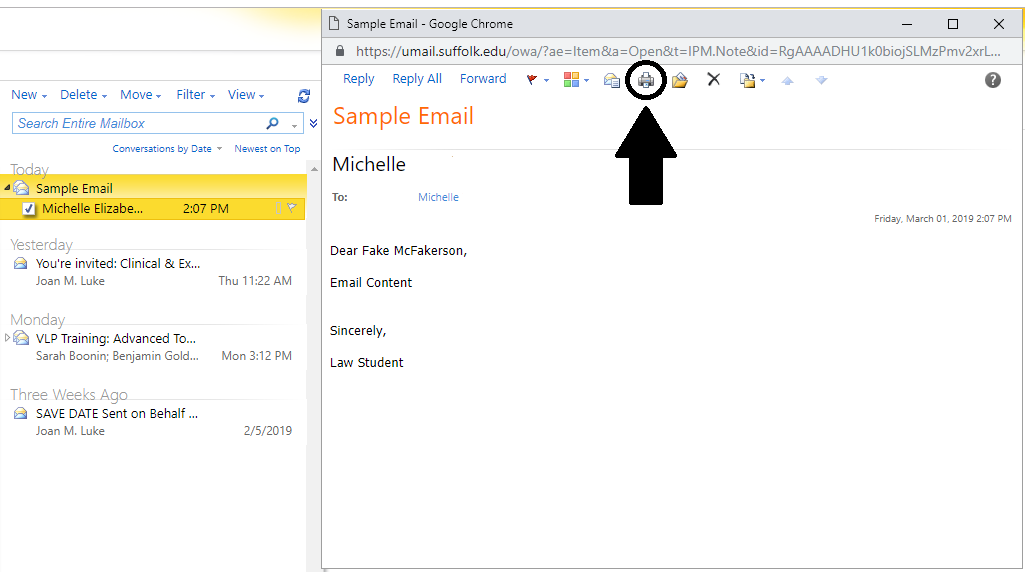 Sample Email - Google Chrome
https://umail.suffolk.edu/owa/?ae=Item&a=Open&t=IPM.Note&id=RgAAAADHU1k0biojSLMzPmv2xrL...
Reply Reply All Forward
?
Sample Email
Michelle
To: Michelle
Friday, March 01, 2019 2:07 PM
Dear Fake McFakerson,
Email Content
Sincerely,
Law Student
New Delete Move Filter View
Search Entire Mailbox
Conversations by Date Newest on Top
Today
Sample Email
Michelle Elizabe... 2:07 PM
Yesterday
You're invited: Clinical & Ex...
Joan M. Luke Thu 11:22 AM
Monday
VLP Training: Advanced To...
Sarah Boonin; Benjamin Gold... Mon 3:12 PM
Three Weeks Ago
SAVE DATE Sent on Behalf ...
Joan M. Luke 2/5/2019